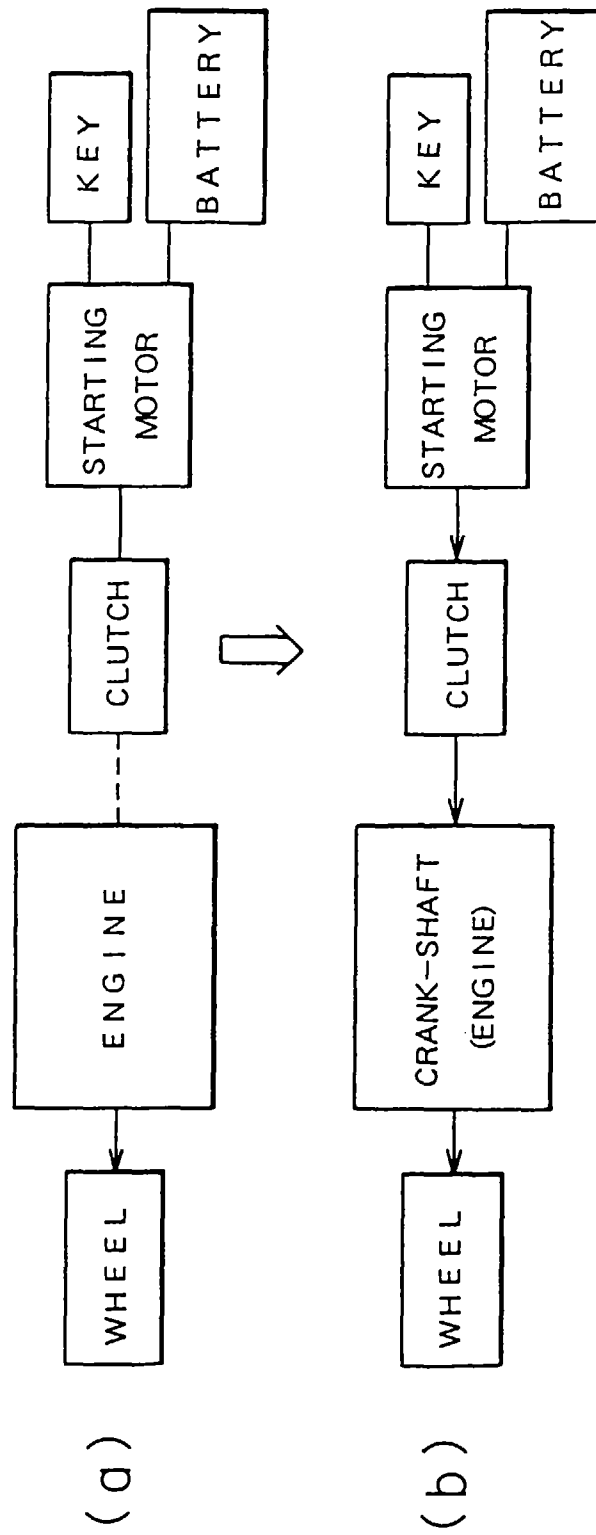 (a)
WHEEL
ENGINE
CLUTCH
STARTING
MOTOR
KEY
BATTERY
(b)
WHEEL
CRANK-SHAFT
(ENGINE)
CLUTCH
STARTING
MOTOR
KEY
BATTERY